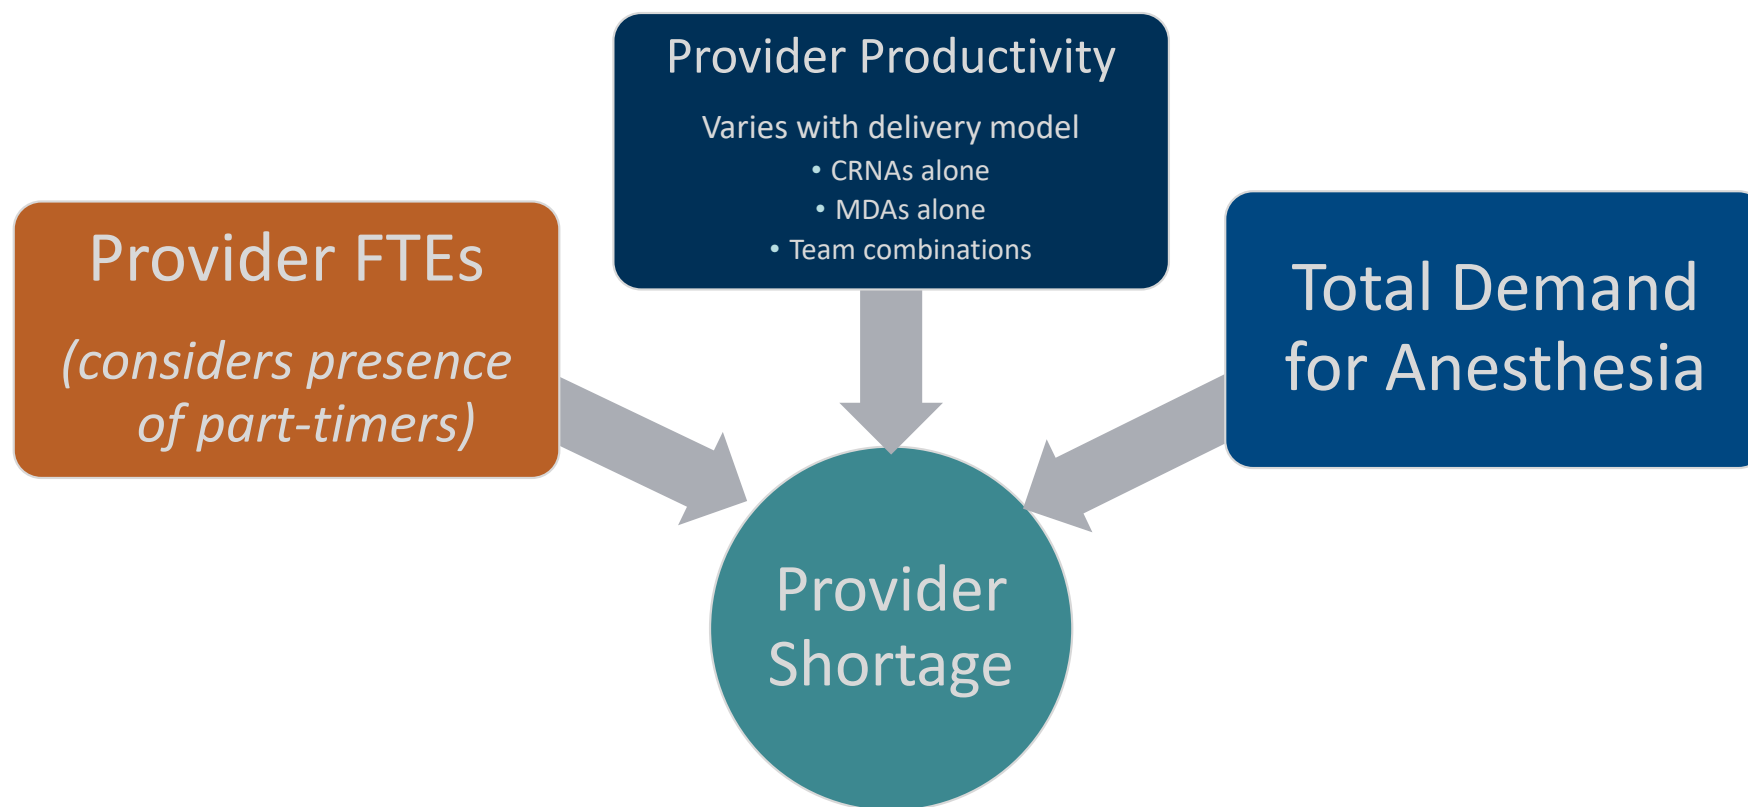 Provider Productivity
Varies with delivery model
• CRNAs alone
• MDAs alone
• Team combinations
Provider FTEs
(considers presence
of part-timers)
Total Demand
for Anesthesia
Provider
Shortage